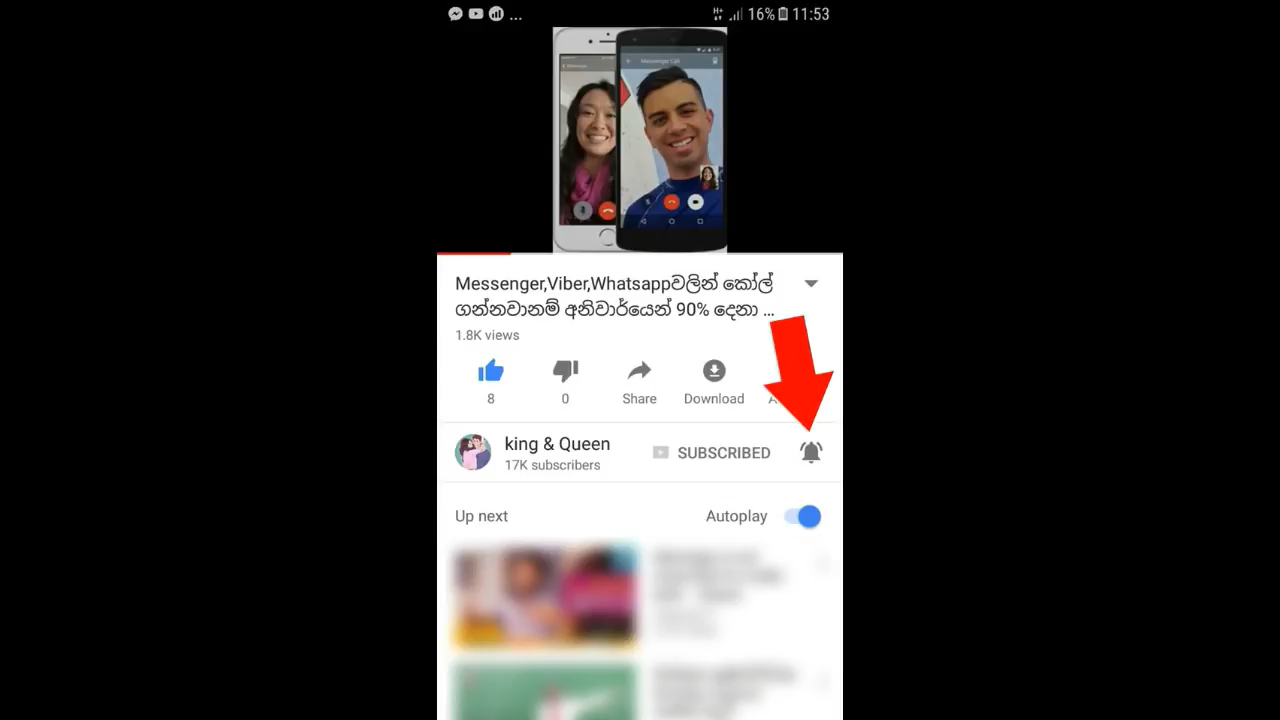 ... 16% 11:53
Messenger Call
Messenger,Viber,Whatsappවලින් කෝල්
ගන්නවානම් අනිවාර්යෙන් 90% දෙනා ...
1.8K views
8
0
Share
Download
A
king & Queen
17K subscribers
SUBSCRIBED
Up next
Autoplay